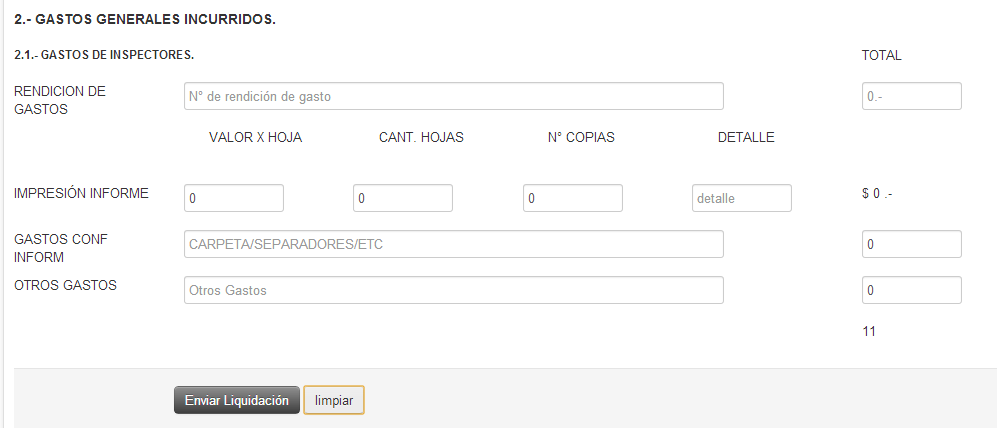 2.- GASTOS GENERALES INCURRIDOS.
2.1.- GASTOS DE INSPECTORES. TOTAL
RENDICION DE
GASTOS N° de rendición de gasto 0.-
VALOR X HOJA CANT. HOJAS N° COPIAS DETALLE
IMPRESIÓN INFORME 0 0 0 detalle $ 0 .-
GASTOS CONF
INFORM CARPETA/SEPARADORES/ETC 0
OTROS GASTOS Otros Gastos 0
11
Enviar Liquidación limpiar